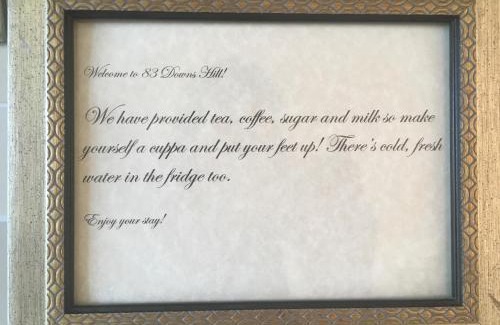 Welcome to 83 Downs Hill!
We have provided tea, coffee, sugar and milk so make
yourself a cuppa and put your feet up! There's cold, fresh
water in the fridge too.
Enjoy your stay!